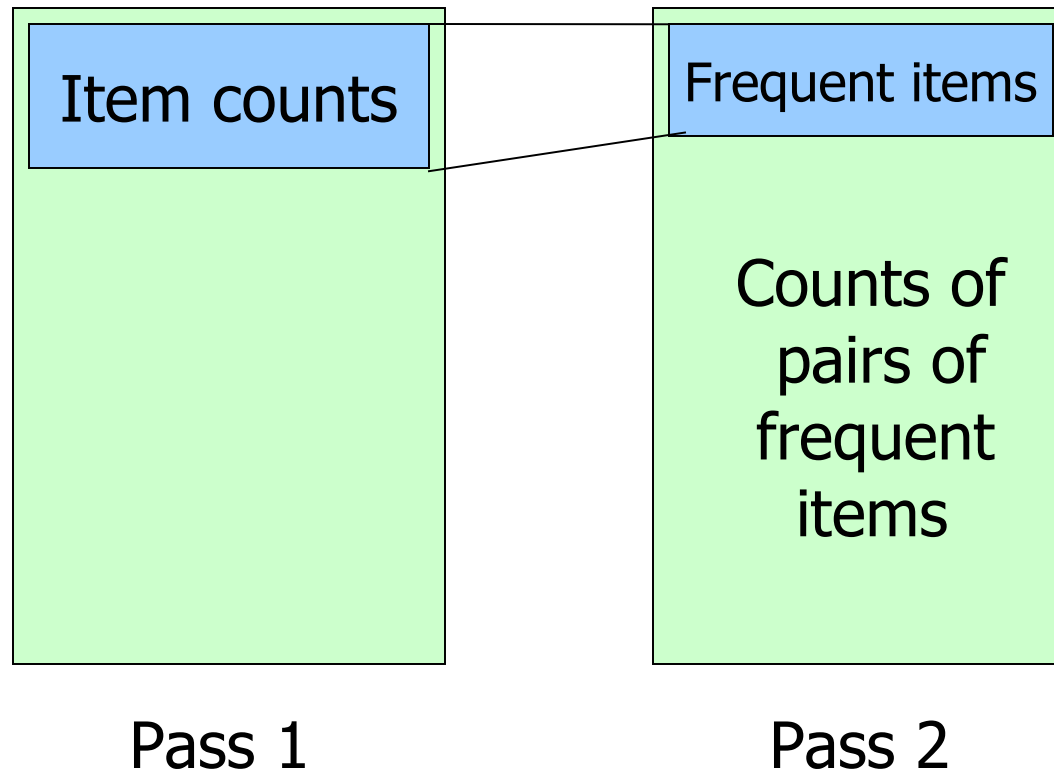 Item counts
Frequent items
Counts of
pairs of
frequent
items
Pass 1
Pass 2